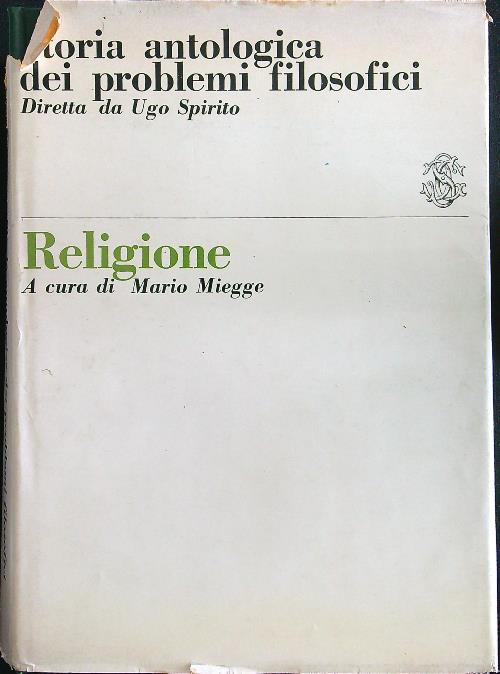 toria antologica
dei problemi filosofici
Diretta da Ugo Spirito
Religione
A cura di Mario Miegge